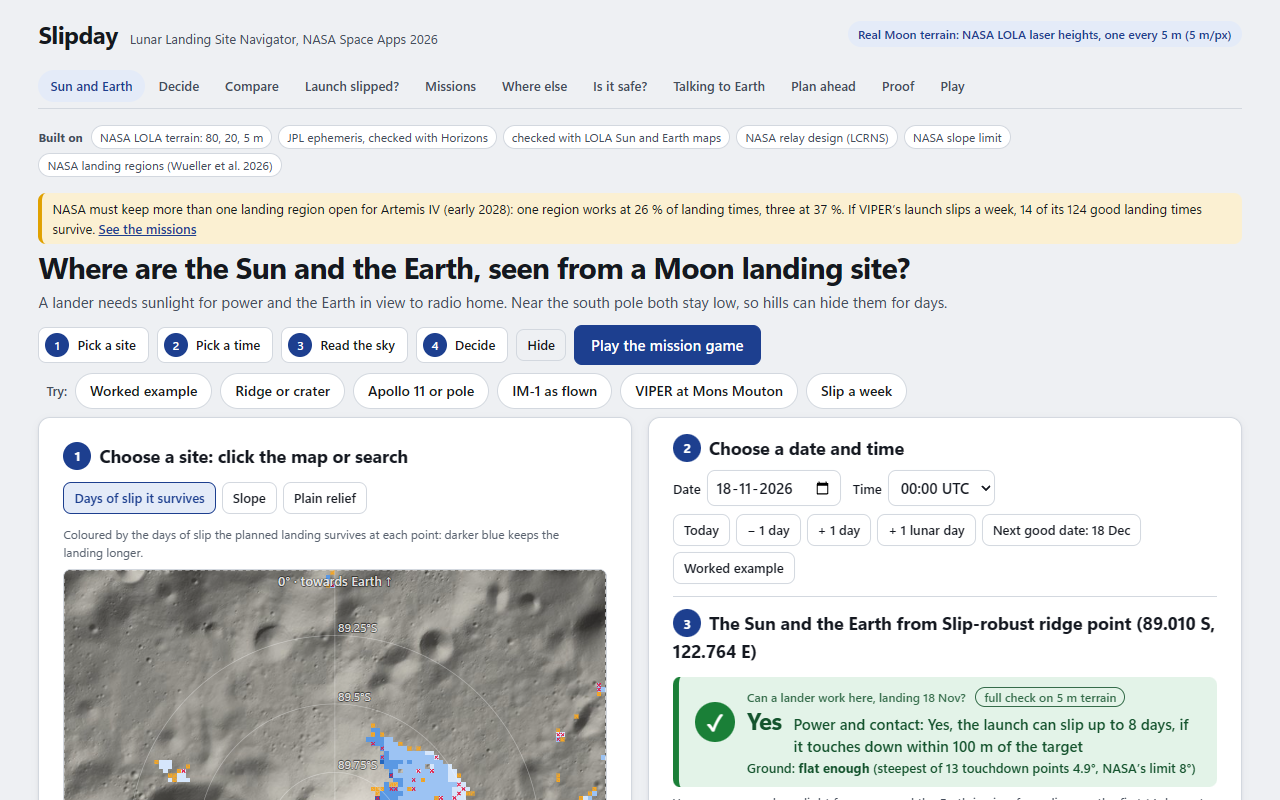 Slipday Lunar Landing Site Navigator, NASA Space Apps 2026
Real Moon terrain: NASA LOLA laser heights, one every 5 m (5 m/px)
Sun and Earth Decide Compare Launch slipped? Missions Where else Is it safe? Talking to Earth Plan ahead Proof Play
Built on NASA LOLA terrain: 80, 20, 5 m JPL ephemeris, checked with Horizons checked with LOLA Sun and Earth maps NASA relay design (LCRNS) NASA slope limit
NASA landing regions (Wueller et al. 2026)
NASA must keep more than one landing region open for Artemis IV (early 2028): one region works at 26 % of landing times, three at 37 %. If VIPER's launch slips a week, 14 of its 124 good landing times
survive. See the missions
Where are the Sun and the Earth, seen from a Moon landing site?
A lander needs sunlight for power and the Earth in view to radio home. Near the south pole both stay low, so hills can hide them for days.
1 Pick a site 2 Pick a time 3 Read the sky 4 Decide Hide Play the mission game
Try: Worked example Ridge or crater Apollo 11 or pole IM-1 as flown VIPER at Mons Mouton Slip a week
1 Choose a site: click the map or search
Days of slip it survives Slope Plain relief
Coloured by the days of slip the planned landing survives at each point: darker blue keeps the
landing longer.
0° · towards Earth ↑
89.25°S
89.5°S
89.75°S
2 Choose a date and time
Date 18-11-2026 Time 00:00 UTC
Today − 1 day + 1 day + 1 lunar day Next good date: 18 Dec
Worked example
3 The Sun and the Earth from Slip-robust ridge point (89.010 S,
122.764 E)
Can a lander work here, landing 18 Nov? full check on 5 m terrain
Yes Power and contact: Yes, the launch can slip up to 8 days, if
it touches down within 100 m of the target
Ground: flat enough (steepest of 13 touchdown points 4.9°, NASA's limit 8°)